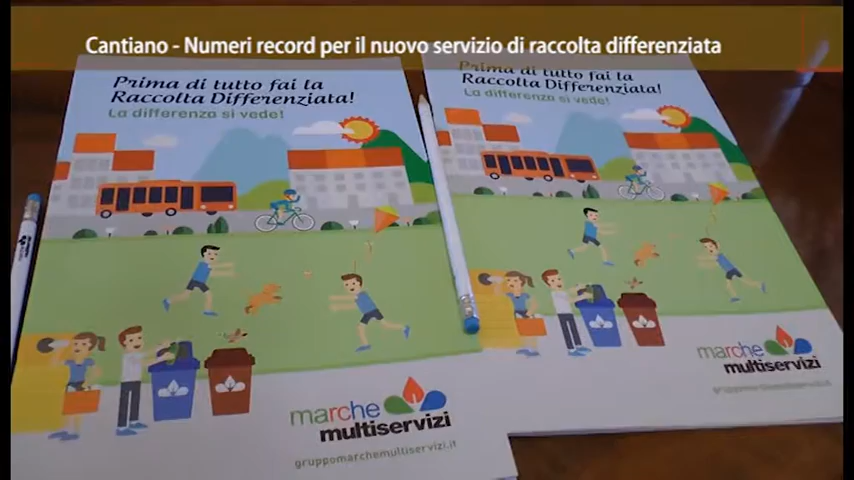 Cantiano - Numeri record per il nuovo servizio di raccolta differenziata
Prima di tutto fai la
Raccolta Differenziata!
La differenza si vede!
marche
multiservizi
gruppomarchemultiservizi.it
Prima di tutto fai la
Raccolta Differenziata!
La differenza si vede!
marche
multiservizi
gruppomarchemultiservizi.it